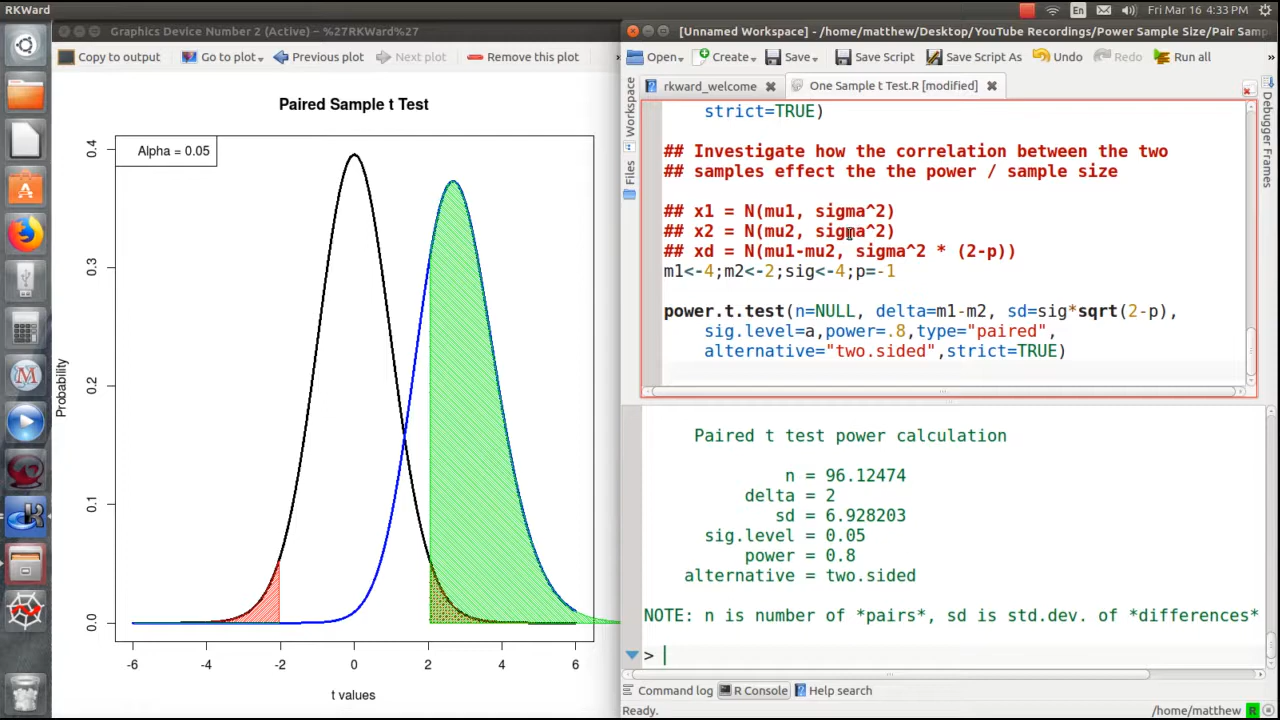 RKWard
En
Fri Mar 16 4:33 PM
Graphics Device Number 2 (Active) – %27RKWard%27
[Unnamed Workspace] - /home/matthew/Desktop/YouTube Recordings/Power Sample Size/Pair Samp
Copy to output
Go to plot
Previous plot
Next plot
Remove this plot
»
Open
Create
Save
Save Script
Save Script As
Undo
Redo
Run all
»
rkward_welcome
One Sample t Test.R [modified]
Workspace
Files
Debugger Frames
Paired Sample t Test
Alpha = 0.05
Probability
0.4
0.3
0.2
0.1
0.0
-6 -4 -2 0 2 4 6
t values
strict=TRUE)
## Investigate how the correlation between the two
## samples effect the the power / sample size
## x1 = N(mu1, sigma^2)
## x2 = N(mu2, sigma^2)
## xd = N(mu1-mu2, sigma^2 * (2-p))
m1<-4;m2<-2;sig<-4;p=-1
power.t.test(n=NULL, delta=m1-m2, sd=sig*sqrt(2-p),
sig.level=a,power=.8,type="paired",
alternative="two.sided",strict=TRUE)
Paired t test power calculation
n = 96.12474
delta = 2
sd = 6.928203
sig.level = 0.05
power = 0.8
alternative = two.sided
NOTE: n is number of *pairs*, sd is std.dev. of *differences*
>
Command log
R Console
Help search
Ready.
/home/matthew
R